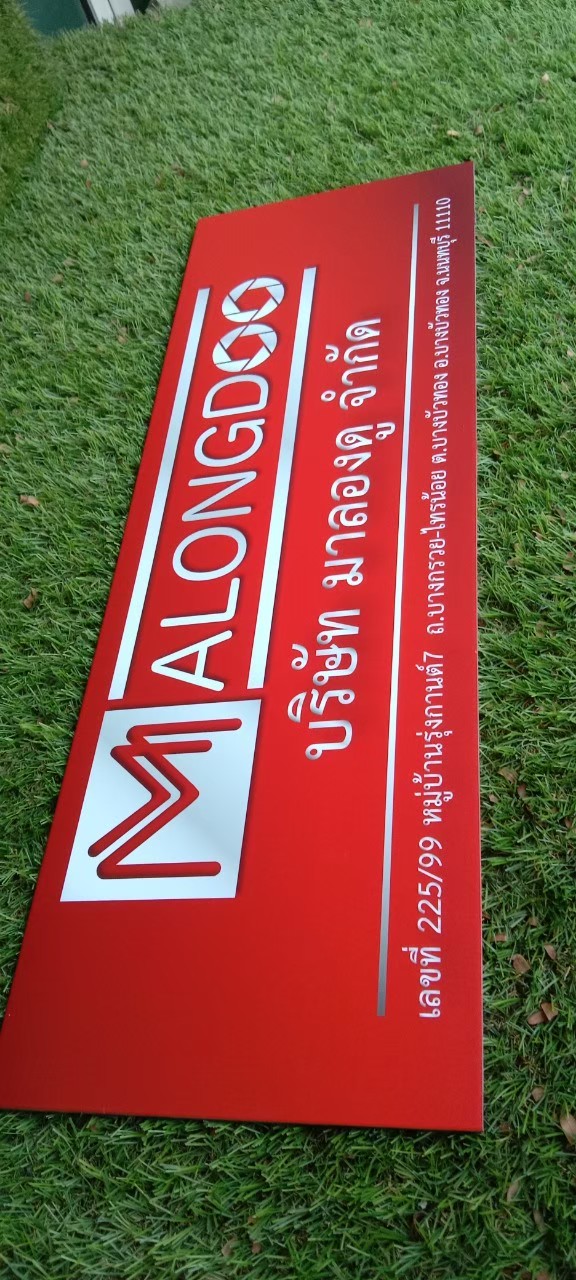 MALONGDOO
บริษัท มาลองดู จำกัด
เลขที่ 225/99 หมู่บ้านรุ่งกานต์7 ถ.บางกรวย-ไทรน้อย ต.บางบัวทอง อ.บางบัวทอง จ.นนทบุรี 11110